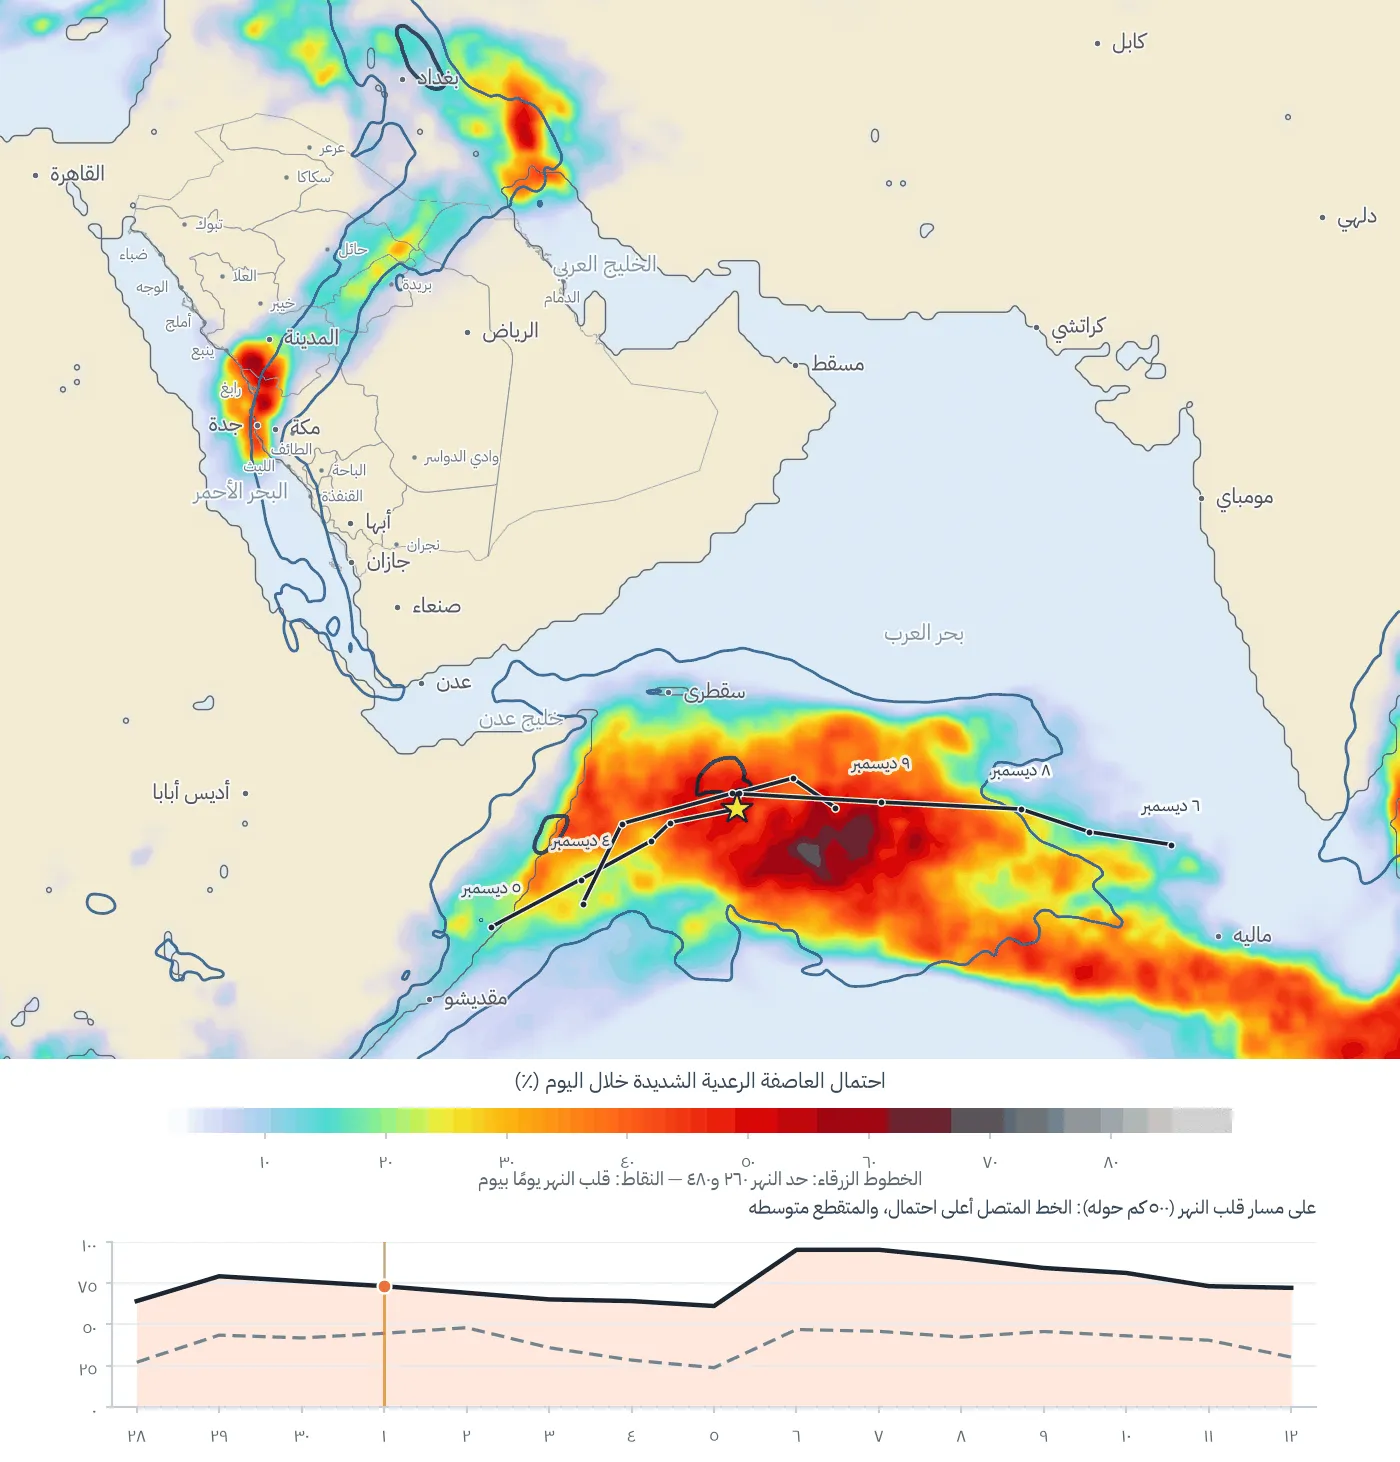 كابل
بغداد
عرعر
القاهرة
سكاكا
دلهي
تبوك
حائل
ضباء
الخليج العربي
العلا
بريدة
الوجه
الدمام
خيبر
أملج
كراتشي
الرياض
المدينة
ينبع
مسقط
رابغ
جدة
مكة
الطائف
وادي الدواسر
الليث
الباحة
البحر الأحمر
القنفذة
مومباي
أبها
نجران
جازان
صنعاء
بحر العرب
عدن
سقطرى
خليج عدن
٩ ديسمبر
٨ ديسمبر
أديس أبابا
٦ ديسمبر
٤ ديسمبر
٥ ديسمبر
ماليه
مقديشو
احتمال العاصفة الرعدية الشديدة خلال اليوم (٪)
١٠ ٢٠ ٣٠ ٤٠ ٥٠ ٦٠ ٧٠ ٨٠
الخطوط الزرقاء: حد النهر ٢٦٠ و٤٨٠ — النقاط: قلب النهر يومًا بيوم
على مسار قلب النهر (٥٠٠ كم حوله): الخط المتصل أعلى احتمال، والمتقطع متوسطه
١٠٠
٧٥
٥٠
٢٥
٠
٢٨ ٢٩ ٣٠ ١ ٢ ٣ ٤ ٥ ٦ ٧ ٨ ٩ ١٠ ١١ ١٢